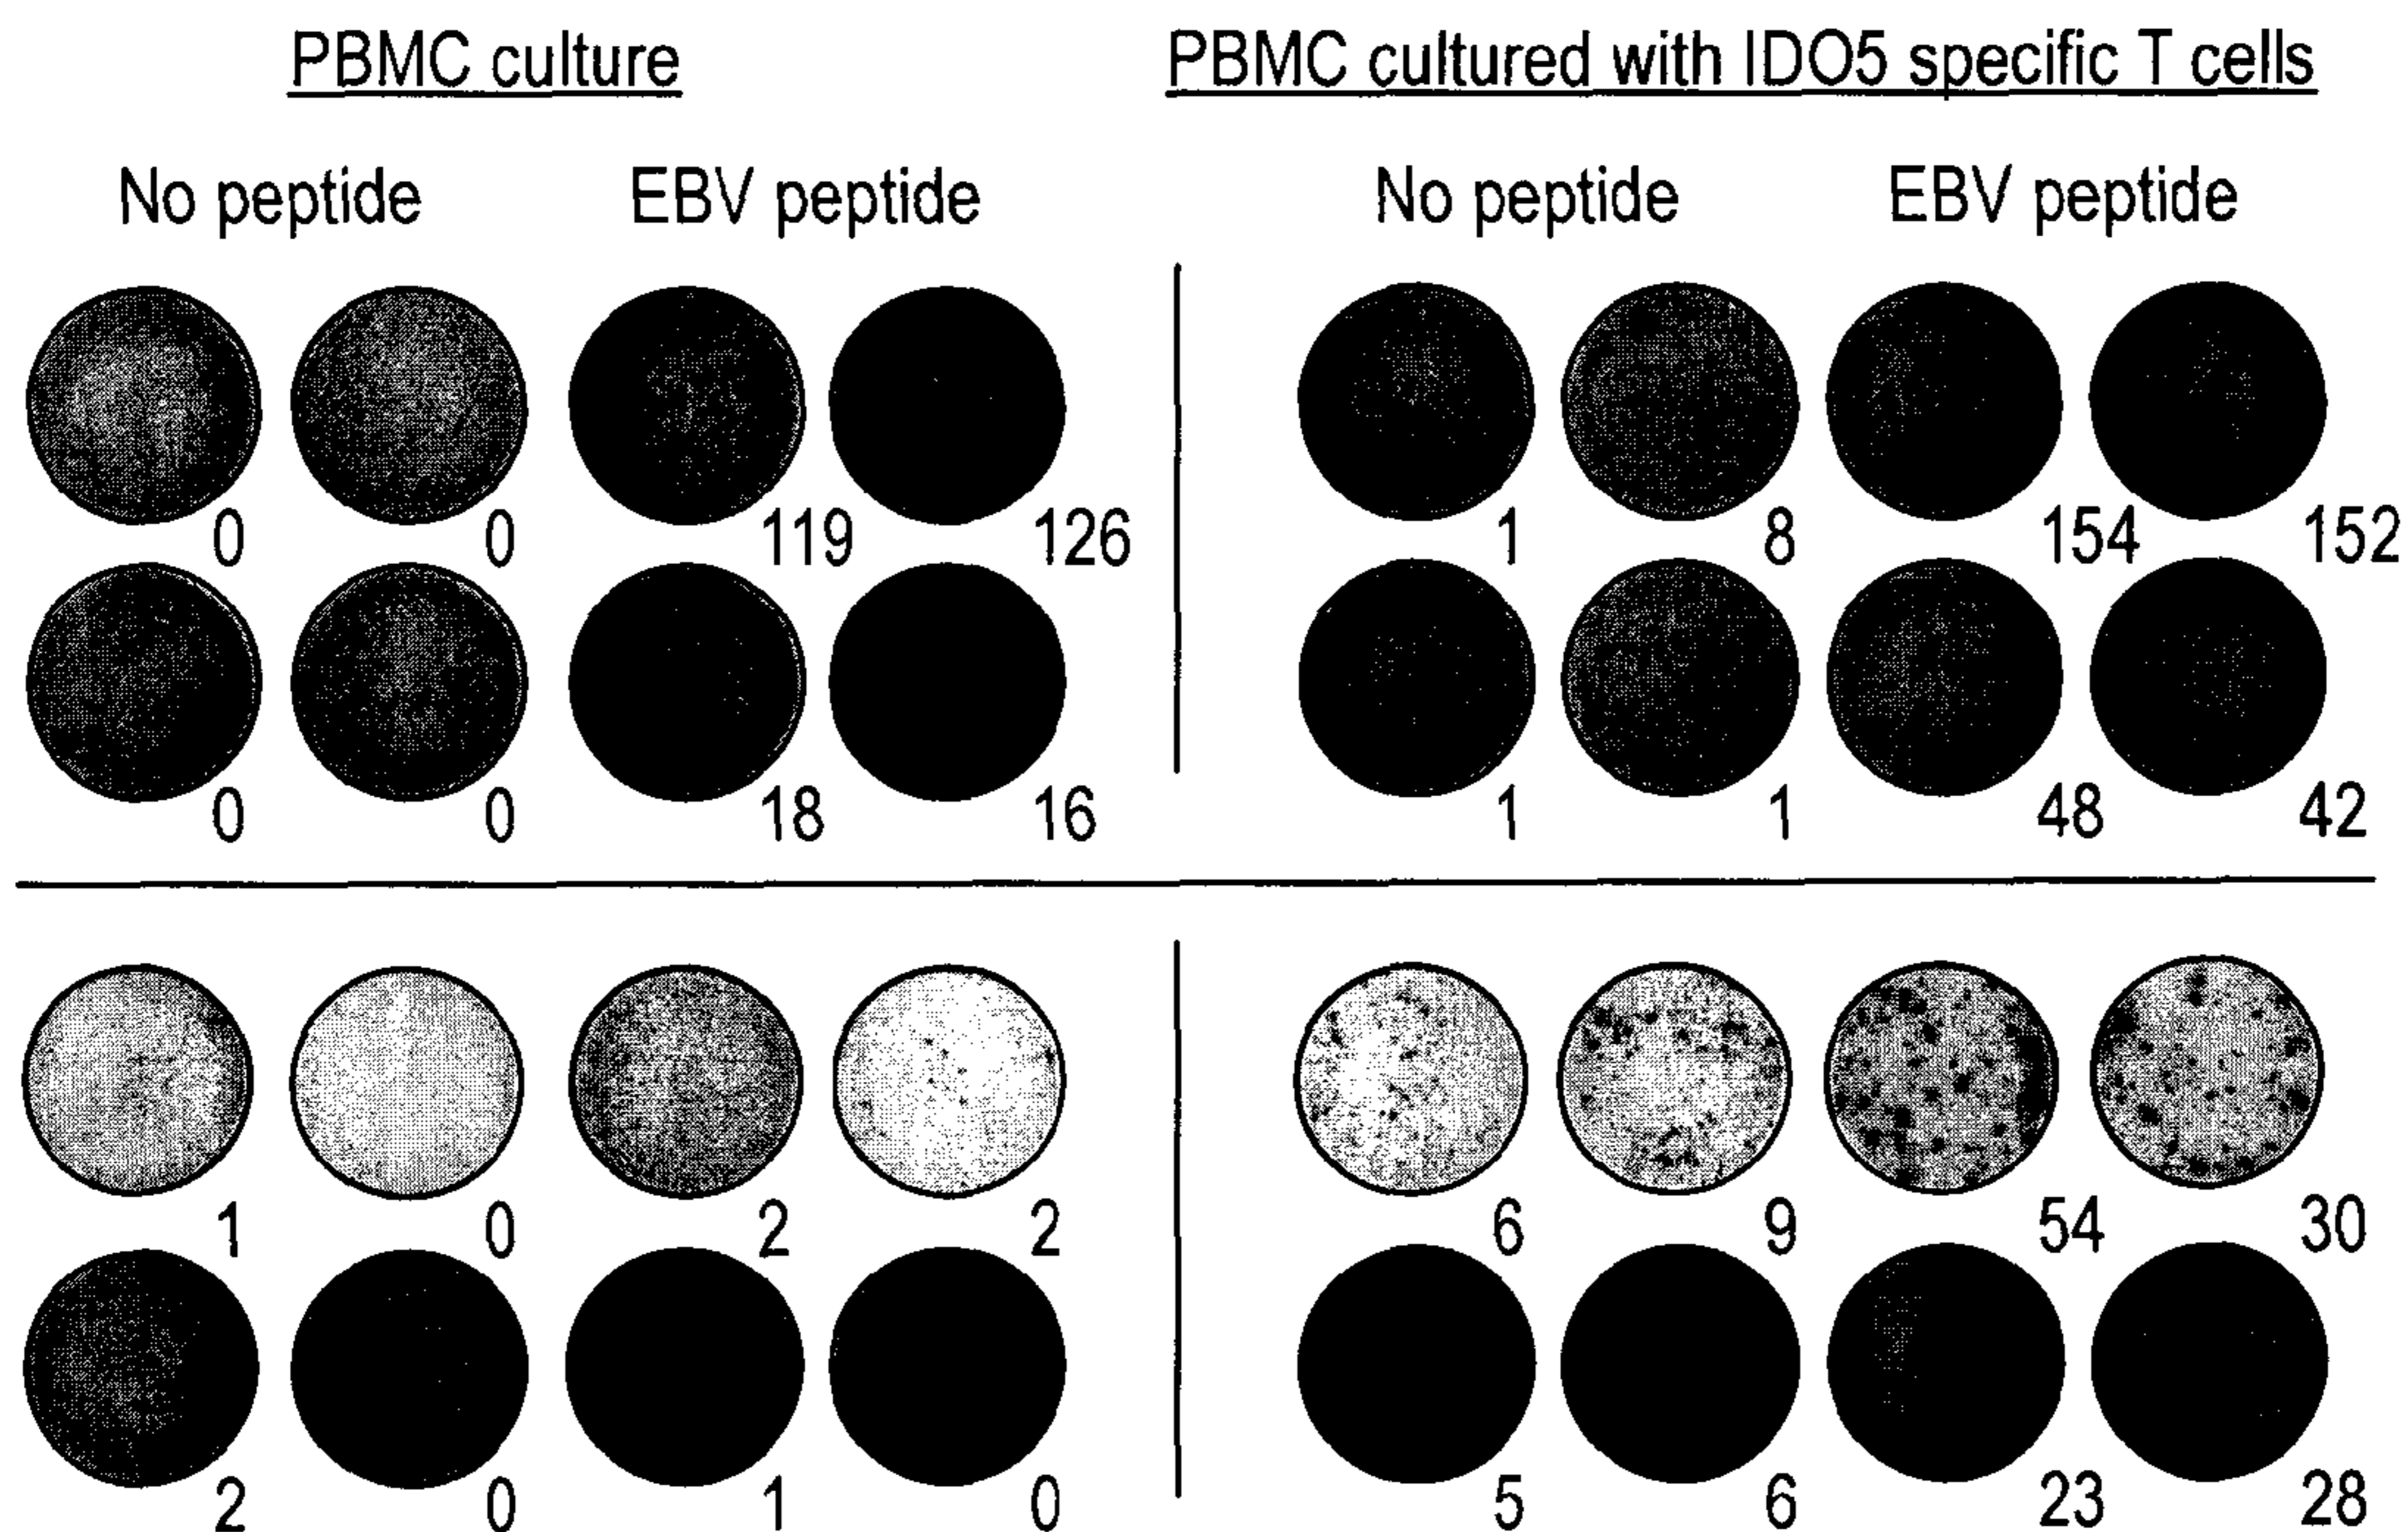 PBMC culture PBMC cultured with IDO5 specific T cells
No peptide EBV peptide No peptide EBV peptide
0 0 119 126 1 8 154 152
0 0 18 16 1 1 48 42
1 0 2 2 6 9 54 30
2 0 1 0 5 6 23 28